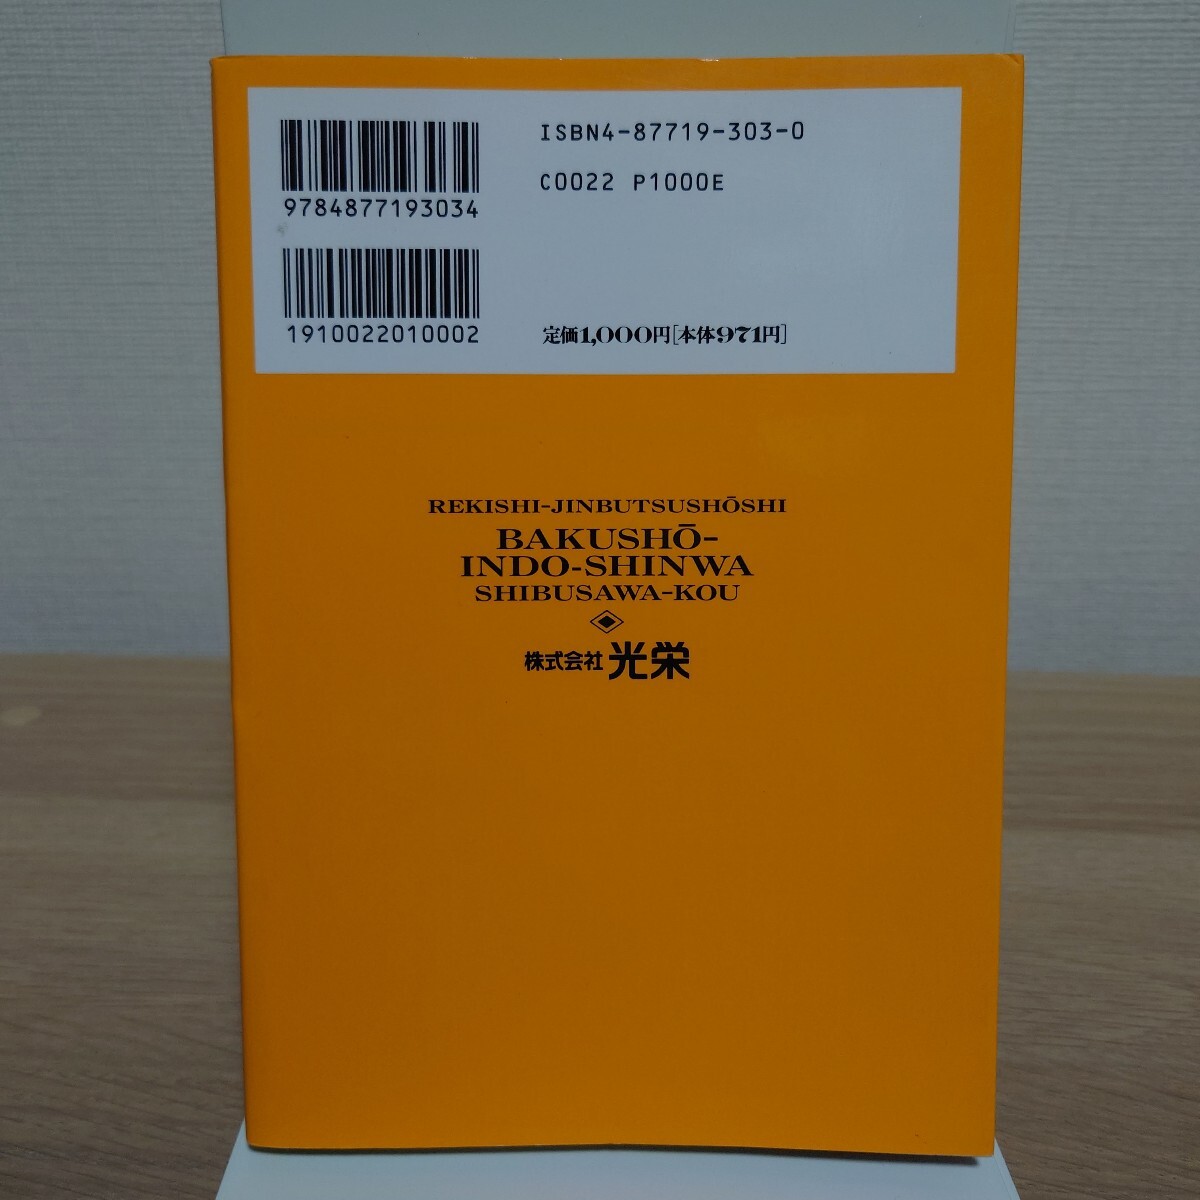 ISBN4-87719-303-0
C0022 P1000E
9784877193034
1910022010002
定価1,000円[本体971円]
REKISHI-JINBUTSUSHŌSHI
BAKUSHŌ-
INDO-SHINWA
SHIBUSAWA-KOU
株式会社 光栄